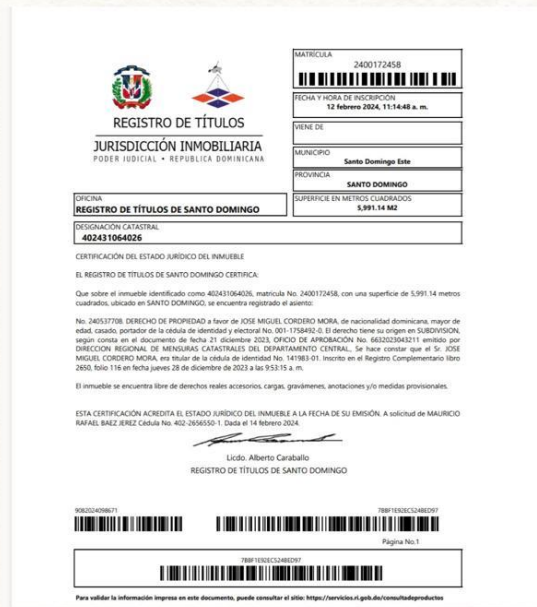 MATRÍCULA
2400172458
FECHA Y HORA DE INSCRIPCIÓN
12 febrero 2024, 11:14:48 a. m.
REGISTRO DE TÍTULOS
JURISDICCIÓN INMOBILIARIA
PODER JUDICIAL • REPUBLICA DOMINICANA
VIENE DE
MUNICIPIO
Santo Domingo Este
PROVINCIA
SANTO DOMINGO
OFICINA
REGISTRO DE TÍTULOS DE SANTO DOMINGO
SUPERFICIE EN METROS CUADRADOS
5,991.14 M2
DESIGNACIÓN CATASTRAL
402431064026
CERTIFICACIÓN DEL ESTADO JURÍDICO DEL INMUEBLE
EL REGISTRO DE TÍTULOS DE SANTO DOMINGO CERTIFICA:
Que sobre el inmueble identificado como 402431064026, matricula No. 2400172458, con una superficie de 5,991.14 metros
cuadrados, ubicado en SANTO DOMINGO, se encuentra registrado el asiento:
No. 240537708: DERECHO DE PROPIEDAD a favor de JOSE MIGUEL CORDERO MORA, de nacionalidad dominicana, mayor de
edad, casado, portador de la cédula de identidad y electoral No. 001-1758492-0. El derecho tiene su origen en SUBDIVISION,
según consta en el documento de fecha 21 diciembre 2023, OFICIO DE APROBACIÓN No. 6632023043211 emitido por
DIRECCION REGIONAL DE MENSURAS CATASTRALES DEL DEPARTAMENTO CENTRAL,. Se hace constar que el Sr. JOSE
MIGUEL CORDERO MORA, era titular de la cédula de identidad No. 141983-01. Inscrito en el Registro Complementario libro
2650, folio 116 en fecha jueves 28 de diciembre de 2023 a las 9:53:15 a. m.
El inmueble se encuentra libre de derechos reales accesorios, cargas, gravámenes, anotaciones y/o medidas provisionales.
ESTA CERTIFICACIÓN ACREDITA EL ESTADO JURÍDICO DEL INMUEBLE A LA FECHA DE SU EMISIÓN. A solicitud de MAURICIO
RAFAEL BAEZ JEREZ Cédula No. 402-2656550-1. Dada el 14 febrero 2024.
Licdo. Alberto Caraballo
REGISTRO DE TÍTULOS DE SANTO DOMINGO
9082024098671
78BF1E92EC524BED97
Página No.1
78BF1E92EC524BED97
Para validar la información impresa en este documento, puede consultar el sitio: https://servicios.ri.gob.do/consultadeproductos